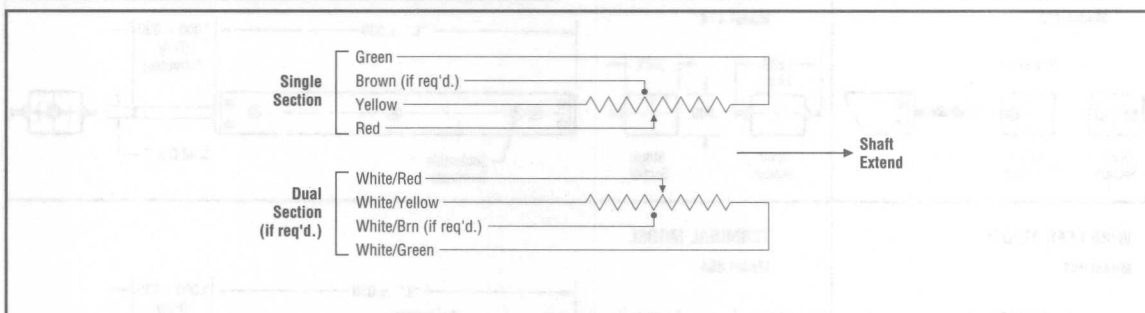 Green
Brown (if req'd.)
Single
Section
Yellow
Red
Shaft
Extend
White/Red
White/Yellow
Dual
Section
(if req'd.)
White/Brn (if req'd.)
White/Green